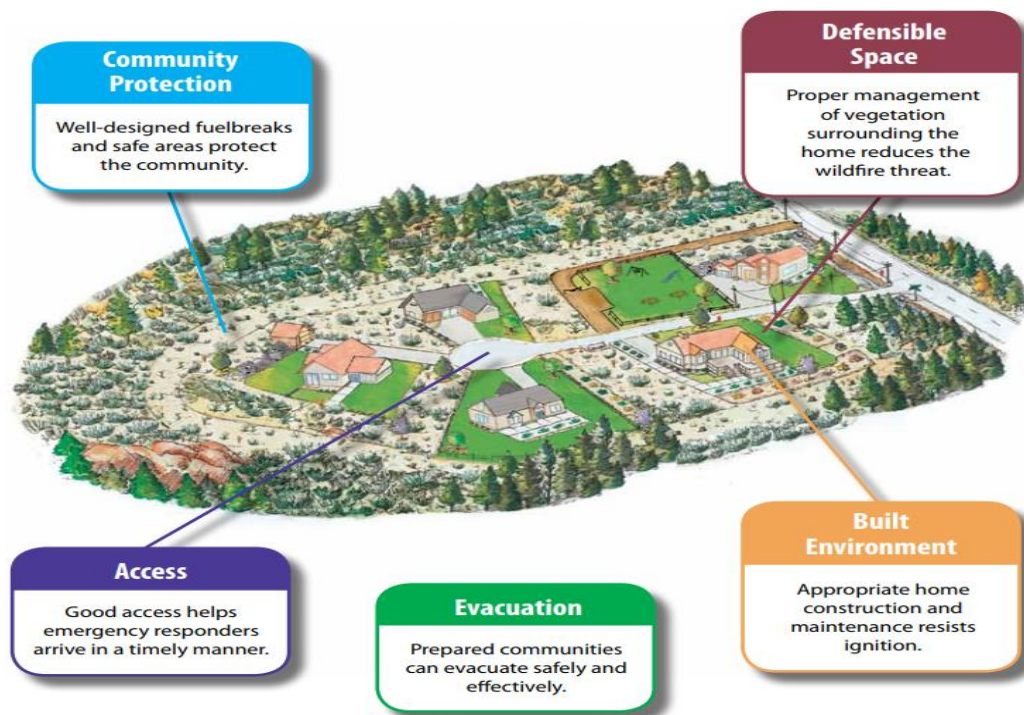 Community
Protection
Well-designed fuelbreaks
and safe areas protect
the community.
Defensible
Space
Proper management
of vegetation
surrounding the
home reduces the
wildfire threat.
Access
Good access helps
emergency responders
arrive in a timely manner.
Evacuation
Prepared communities
can evacuate safely and
effectively.
Built
Environment
Appropriate home
construction and
maintenance resists
ignition.